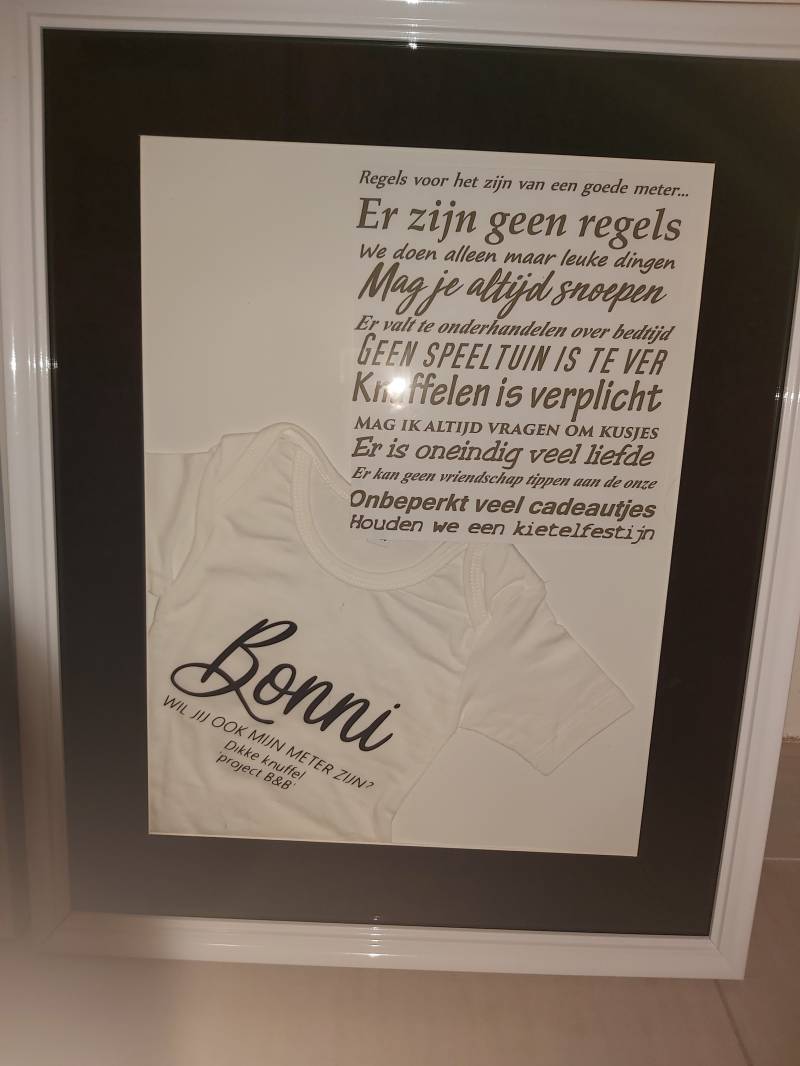 Regels voor het zijn van een goede meter...
Er zijn geen regels
We doen alleen maar leuke dingen
Mag je altijd snoepen
Er valt te onderhandelen over bedtijd
GEEN SPEELTUIN IS TE VER
Knuffelen is verplicht
MAG IK ALTIJD VRAGEN OM KUSJES
Er is oneindig veel liefde
Er kan geen vriendschap tippen aan de onze
Onbeperkt veel cadeautjes
Houden we een kietelfestijn
Bonni
WIL JIJ OOK MIJN METER ZIJN?
Dikke knuffel
'project B&B'